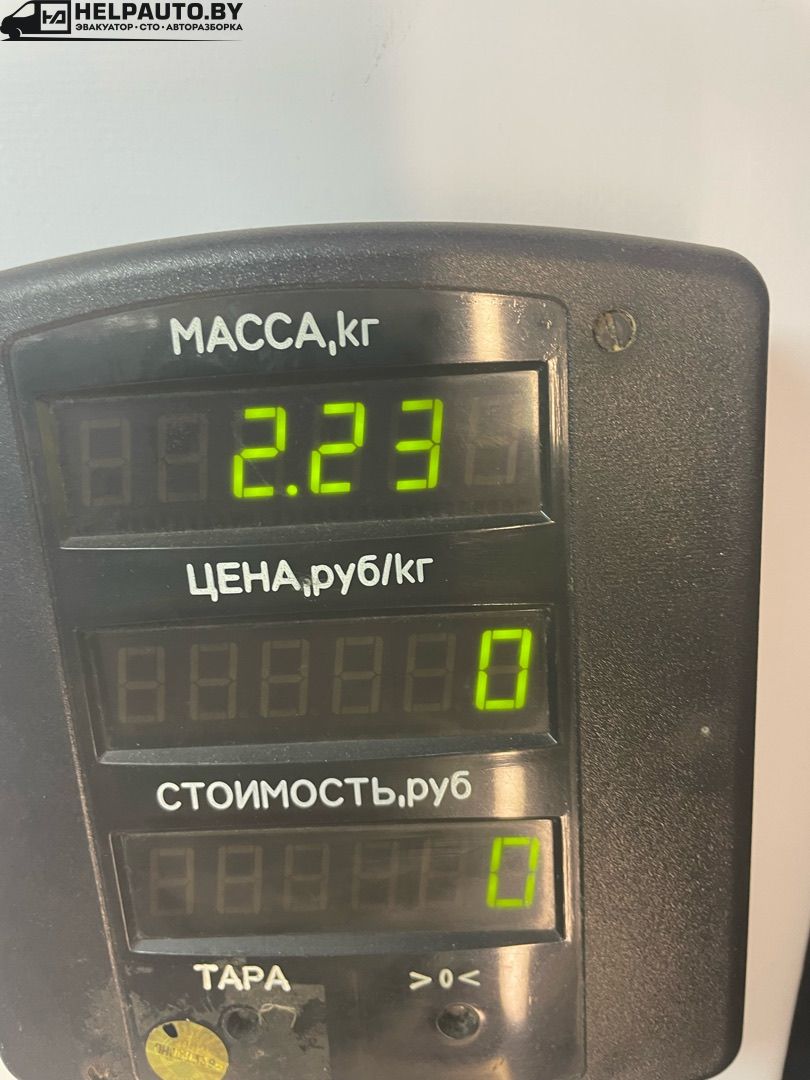 HELPAUTO.BY
ЭВАКУАТОР • СТО • АВТОРАЗБОРКА
МАССА,кг
2.23
ЦЕНА,руб/кг
0
СТОИМОСТЬ,руб
0
ТАРА >0<